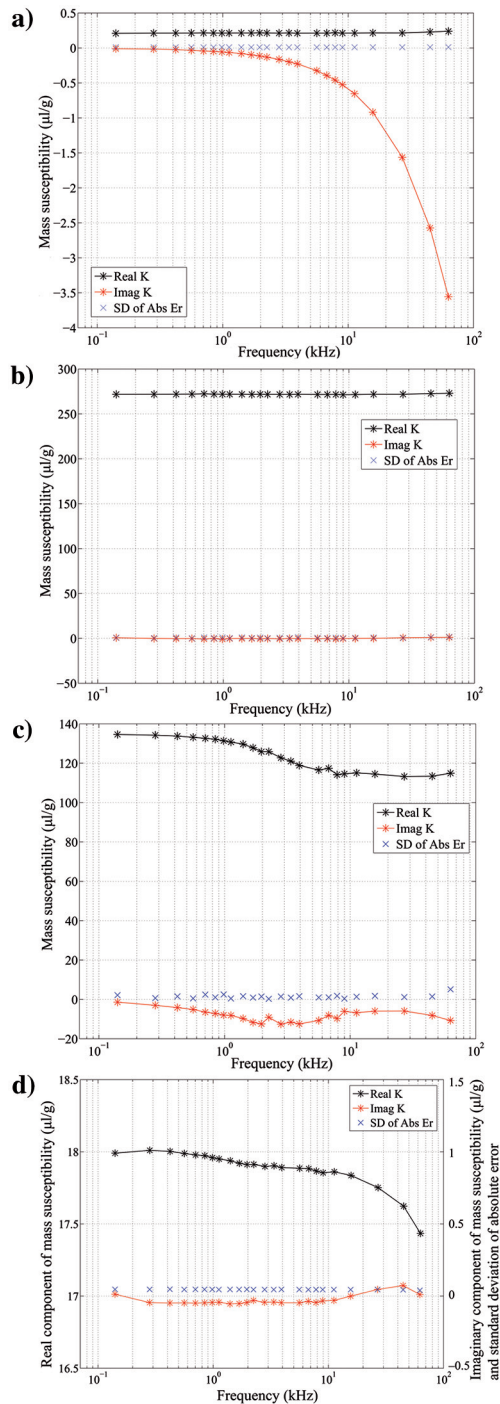 a)
0.5
0
−0.5
−1
−1.5
−2
−2.5
−3
−3.5
−4
Mass susceptibility (μl/g)
Real K
Imag K
SD of Abs Er
10⁻¹
10⁰
10¹
10²
Frequency (kHz)
b)
300
250
200
150
100
50
0
−50
Mass susceptibility (μl/g)
Real K
Imag K
SD of Abs Er
10⁻¹
10⁰
10¹
10²
Frequency (kHz)
c)
140
120
100
80
60
40
20
0
−20
Mass susceptibility (μl/g)
Real K
Imag K
SD of Abs Er
10⁻¹
10⁰
10¹
10²
Frequency (kHz)
d)
18.5
18
17.5
17
16.5
Real component of mass susceptibility (μl/g)
Real K
Imag K
SD of Abs Er
1.5
1
0.5
0
−0.5
Imaginary component of mass susceptibility (μl/g)
and standard deviation of absolute error
10⁻¹
10⁰
10¹
10²
Frequency (kHz)